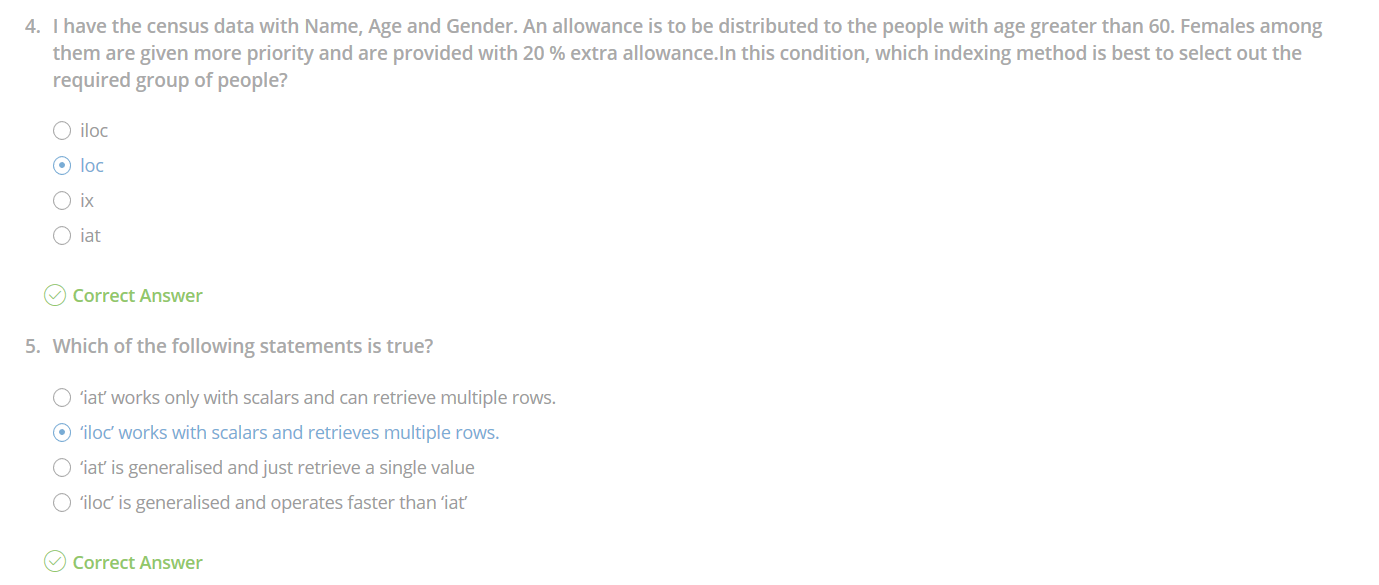 4. I have the census data with Name, Age and Gender. An allowance is to be distributed to the people with age greater than 60. Females among
them are given more priority and are provided with 20 % extra allowance.In this condition, which indexing method is best to select out the
required group of people?
iloc
loc
ix
iat
Correct Answer
5. Which of the following statements is true?
‘iat’ works only with scalars and can retrieve multiple rows.
‘iloc’ works with scalars and retrieves multiple rows.
‘iat’ is generalised and just retrieve a single value
‘iloc’ is generalised and operates faster than ‘iat’
Correct Answer